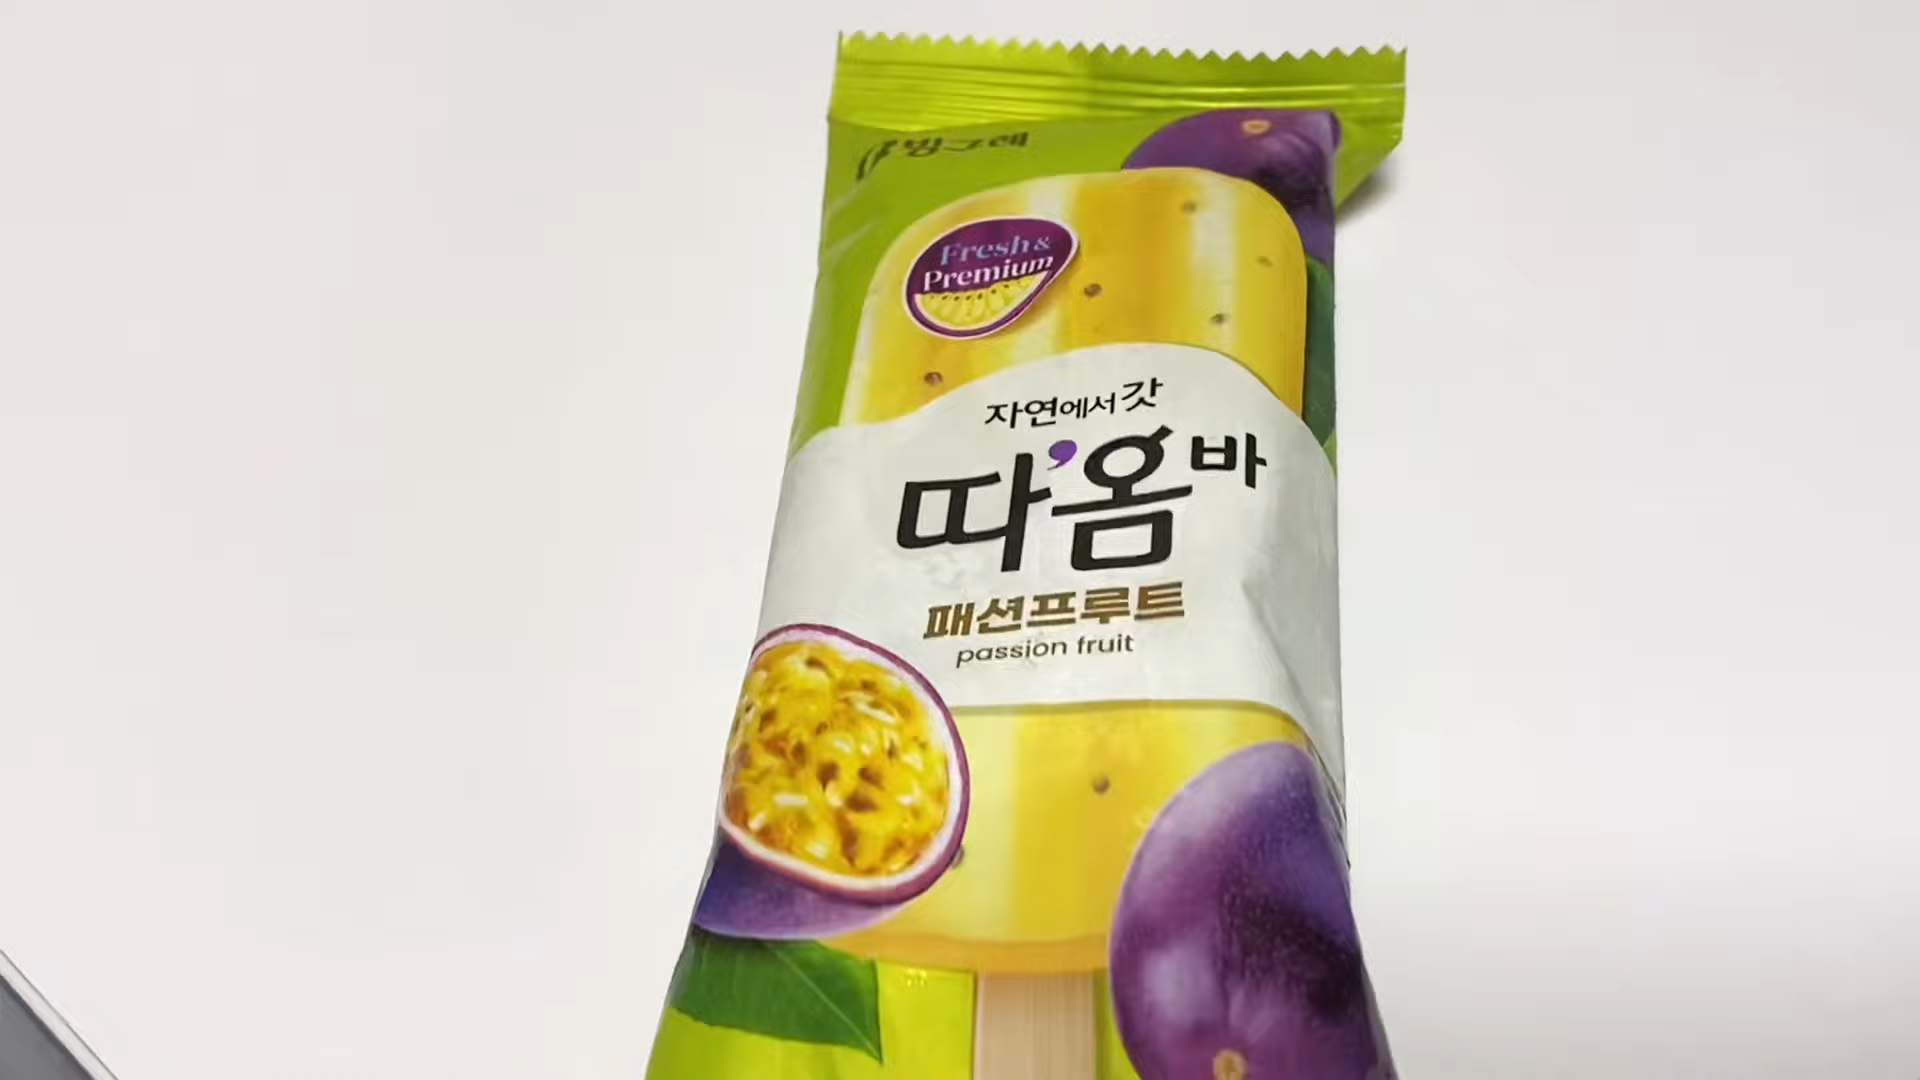 빙그레
Fresh &
Premium
자연에서 갓
따'옴바
패션프루트
passion fruit